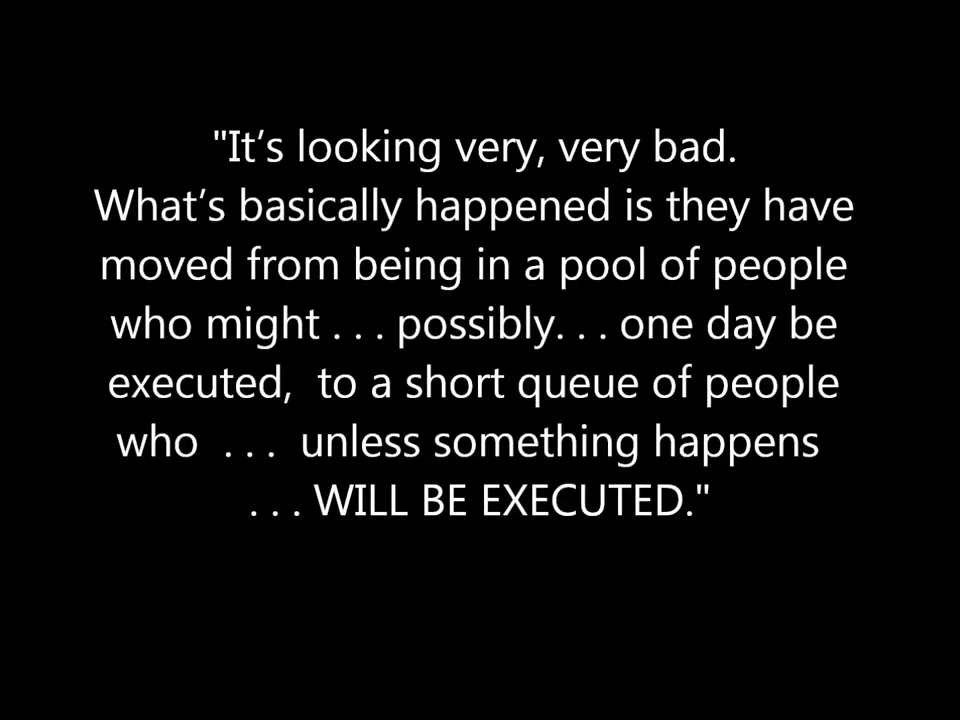 "It’s looking very, very bad.
What’s basically happened is they have
moved from being in a pool of people
who might . . . possibly. . . one day be
executed,  to a short queue of people
who  . . .  unless something happens
. . . WILL BE EXECUTED."